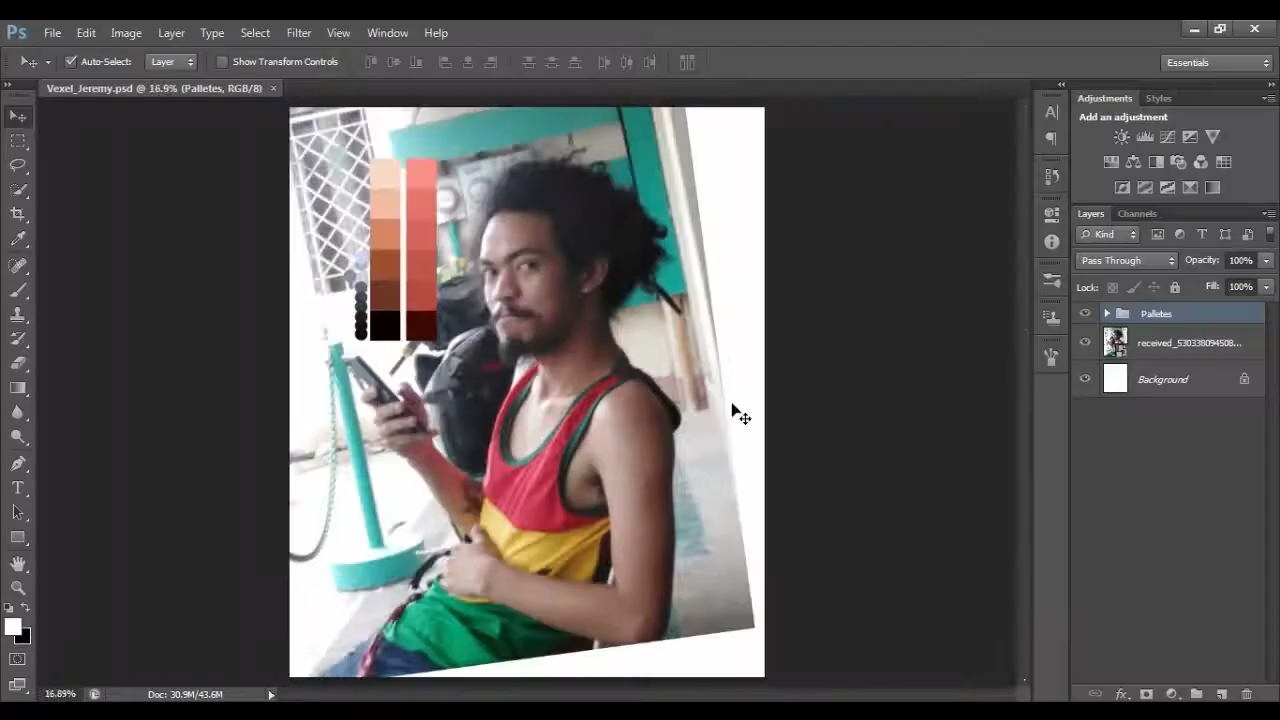 Ps File Edit Image Layer Type Select Filter View Window Help
Auto-Select: Layer Show Transform Controls Essentials
Vexel_Jeremy.psd @ 16.9% (Palletes, RGB/8) ×
Adjustments Styles
Add an adjustment
Layers Channels
Kind
Pass Through Opacity: 100%
Lock: Fill: 100%
Palletes
received_530338094508...
Background
16.89% Doc: 30.9M/43.6M